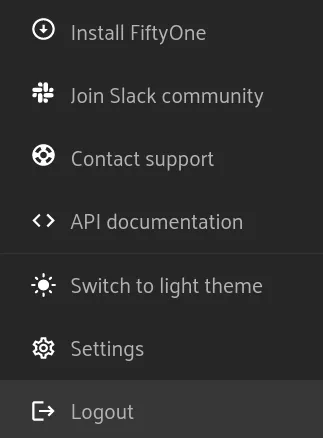 Install FiftyOne
Join Slack community
Contact support
API documentation
Switch to light theme
Settings
Logout